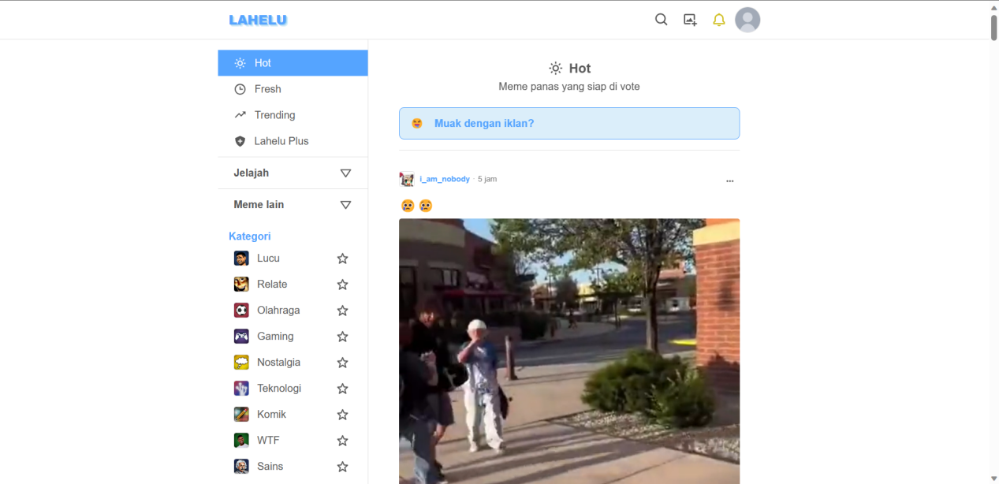 LAHELU
Hot
Fresh
Trending
Lahelu Plus
Jelajah
Meme lain
Kategori
Lucu
Relate
Olahraga
Gaming
Nostalgia
Teknologi
Komik
WTF
Sains
Hot
Meme panas yang siap di vote
Muak dengan iklan?
i_am_nobody · 5 jam